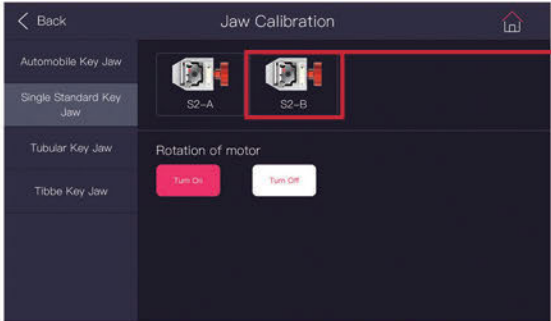 Back
Jaw Calibration
Automobile Key Jaw
Single Standard Key
Jaw
Tubular Key Jaw
Tibbe Key Jaw
S2-A
S2-B
Rotation of motor
Turn On
Turn Off